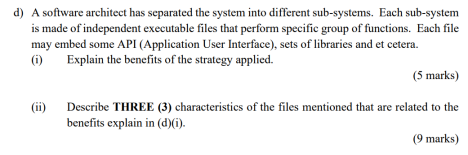 d) A software architect has separated the system into different sub-systems. Each sub-system
is made of independent executable files that perform specific group of functions. Each file
may embed some API (Application User Interface), sets of libraries and et cetera.
(i) Explain the benefits of the strategy applied.
(5 marks)
(ii) Describe THREE (3) characteristics of the files mentioned that are related to the
benefits explain in (d)(i).
(9 marks)